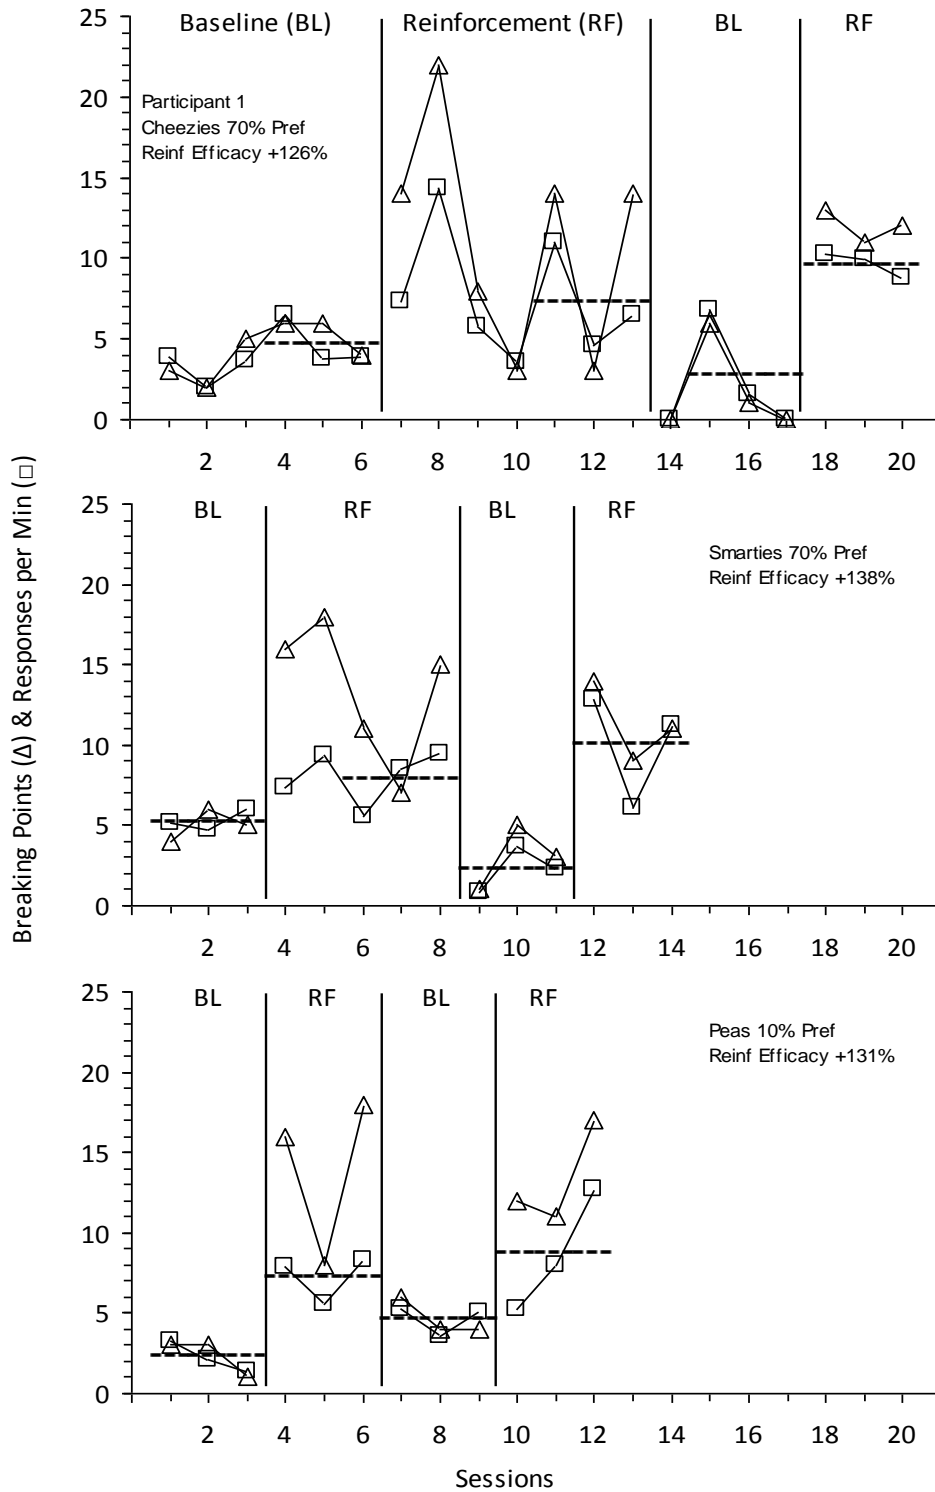 Baseline (BL) Reinforcement (RF) BL RF
Participant 1
Cheezies 70% Pref
Reinf Efficacy +126%
25
20
15
10
5
0
2 4 6 8 10 12 14 16 18 20
Breaking Points (Δ) & Responses per Min (□)
BL RF BL RF
Smarties 70% Pref
Reinf Efficacy +138%
25
20
15
10
5
0
2 4 6 8 10 12 14 16 18 20
BL RF BL RF
Peas 10% Pref
Reinf Efficacy +131%
25
20
15
10
5
0
2 4 6 8 10 12 14 16 18 20
Sessions